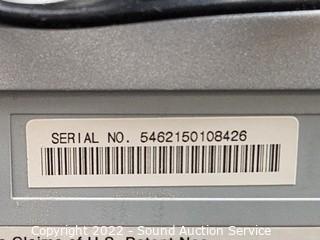 SERIAL NO. 5462150108426
Copyright 2022 - Sound Auction Service
Claims of U.S. Patent Nos